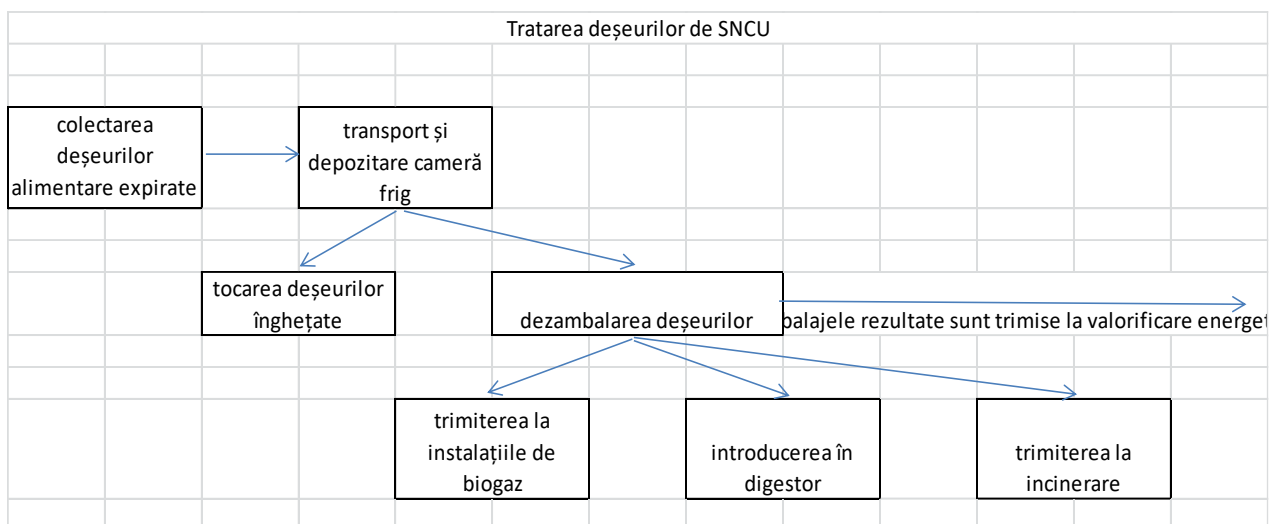 Tratarea deșeurilor de SNCU
colectarea
deșeurilor
alimentare expirate
transport și
depozitare cameră
frig
tocarea deșeurilor
înghețate
dezambalarea deșeurilor
balajele rezultate sunt trimise la valorificare energet
trimiterea la
instalațiile de
biogaz
introducerea în
digestor
trimiterea la
incinerare